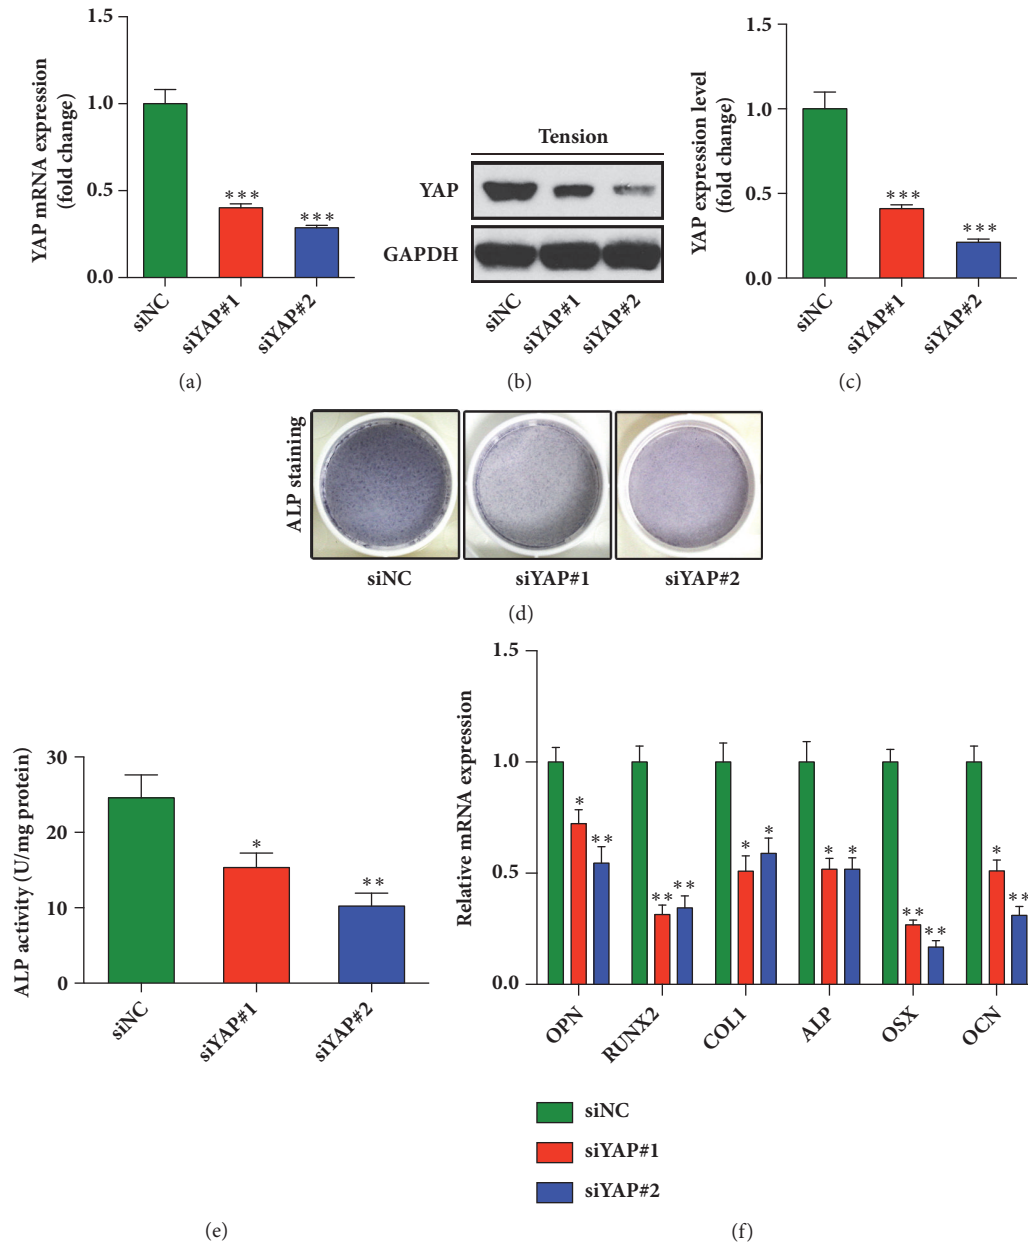 YAP mRNA expression
(fold change)
1.5
1.0
0.5
0.0
***
***
siNC
siYAP#1
siYAP#2
(a)
Tension
YAP
GAPDH
siNC
siYAP#1
siYAP#2
(b)
YAP expression level
(fold change)
1.5
1.0
0.5
0.0
***
***
siNC
siYAP#1
siYAP#2
(c)
ALP staining
siNC
siYAP#1
siYAP#2
(d)
ALP activity (U/mg protein)
30
20
10
0
*
**
siNC
siYAP#1
siYAP#2
(e)
Relative mRNA expression
1.5
1.0
0.5
0.0
*
**
**
**
*
*
*
*
**
**
*
**
OPN
RUNX2
COL1
ALP
OSX
OCN
siNC
siYAP#1
siYAP#2
(f)